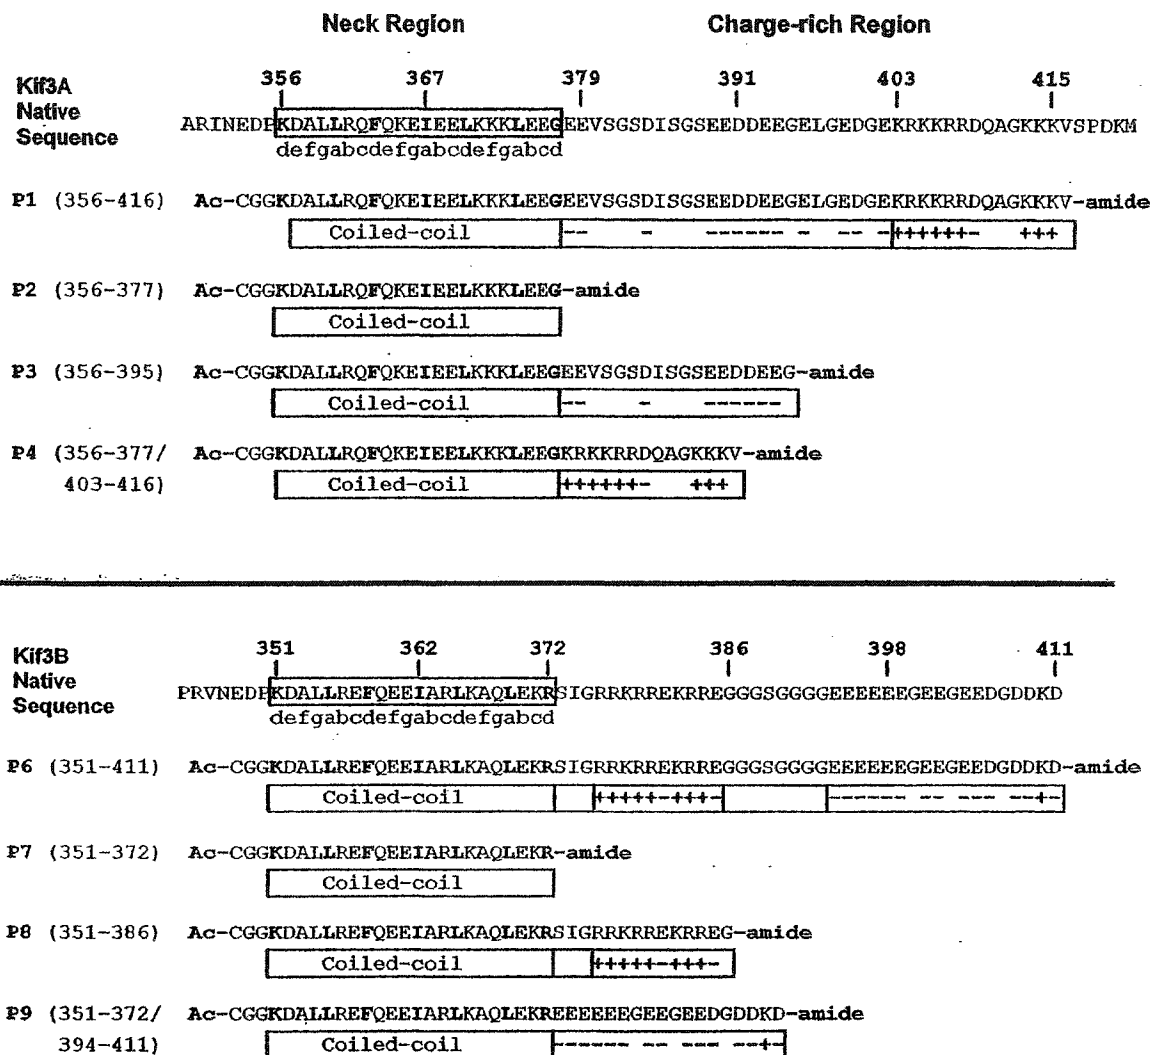 Neck Region Charge-rich Region
356 367 379 391 403 415
Kif3A
Native
Sequence
ARINEDPKDALLRQFQKEIEELKKKLEEGEEVSGSDISGSEEDDEEGELGEDGEKRKKRRDQAGKKKVSPDKM
defgabcdefgabcdefgabcd
P1 (356-416) Ac-CGGKDALLRQFQKEIEELKKKLEEGEEVSGSDISGSEEDDEEGELGEDGEKRKKRRDQAGKKKV-amide
Coiled-coil -- - ------ - -- - ++++++- +++
P2 (356-377) Ac-CGGKDALLRQFQKEIEELKKKLEEG-amide
Coiled-coil
P3 (356-395) Ac-CGGKDALLRQFQKEIEELKKKLEEGEEVSGSDISGSEEDDEEG-amide
Coiled-coil -- - ------
P4 (356-377/ Ac-CGGKDALLRQFQKEIEELKKKLEEGKRKKRRDQAGKKKV-amide
403-416) Coiled-coil ++++++- +++
351 362 372 386 398 411
Kif3B
Native
Sequence
PRVNEDPKDALLREFQEEIARLKAQLEKRSIGRRKRREKRREGGGSGGGGEEEEEEGEEGEEDGDDKD
defgabcdefgabcdefgabcd
P6 (351-411) Ac-CGGKDALLREFQEEIARLKAQLEKRSIGRRKRREKRREGGGSGGGGEEEEEEGEEGEEDGDDKD-amide
Coiled-coil +++++-+++- ------ -- --- --+-
P7 (351-372) Ac-CGGKDALLREFQEEIARLKAQLEKR-amide
Coiled-coil
P8 (351-386) Ac-CGGKDALLREFQEEIARLKAQLEKRSIGRRKRREKRREG-amide
Coiled-coil +++++-+++-
P9 (351-372/ Ac-CGGKDALLREFQEEIARLKAQLEKREEEEEEGEEGEEDGDDKD-amide
394-411) Coiled-coil ------ -- --- --+-